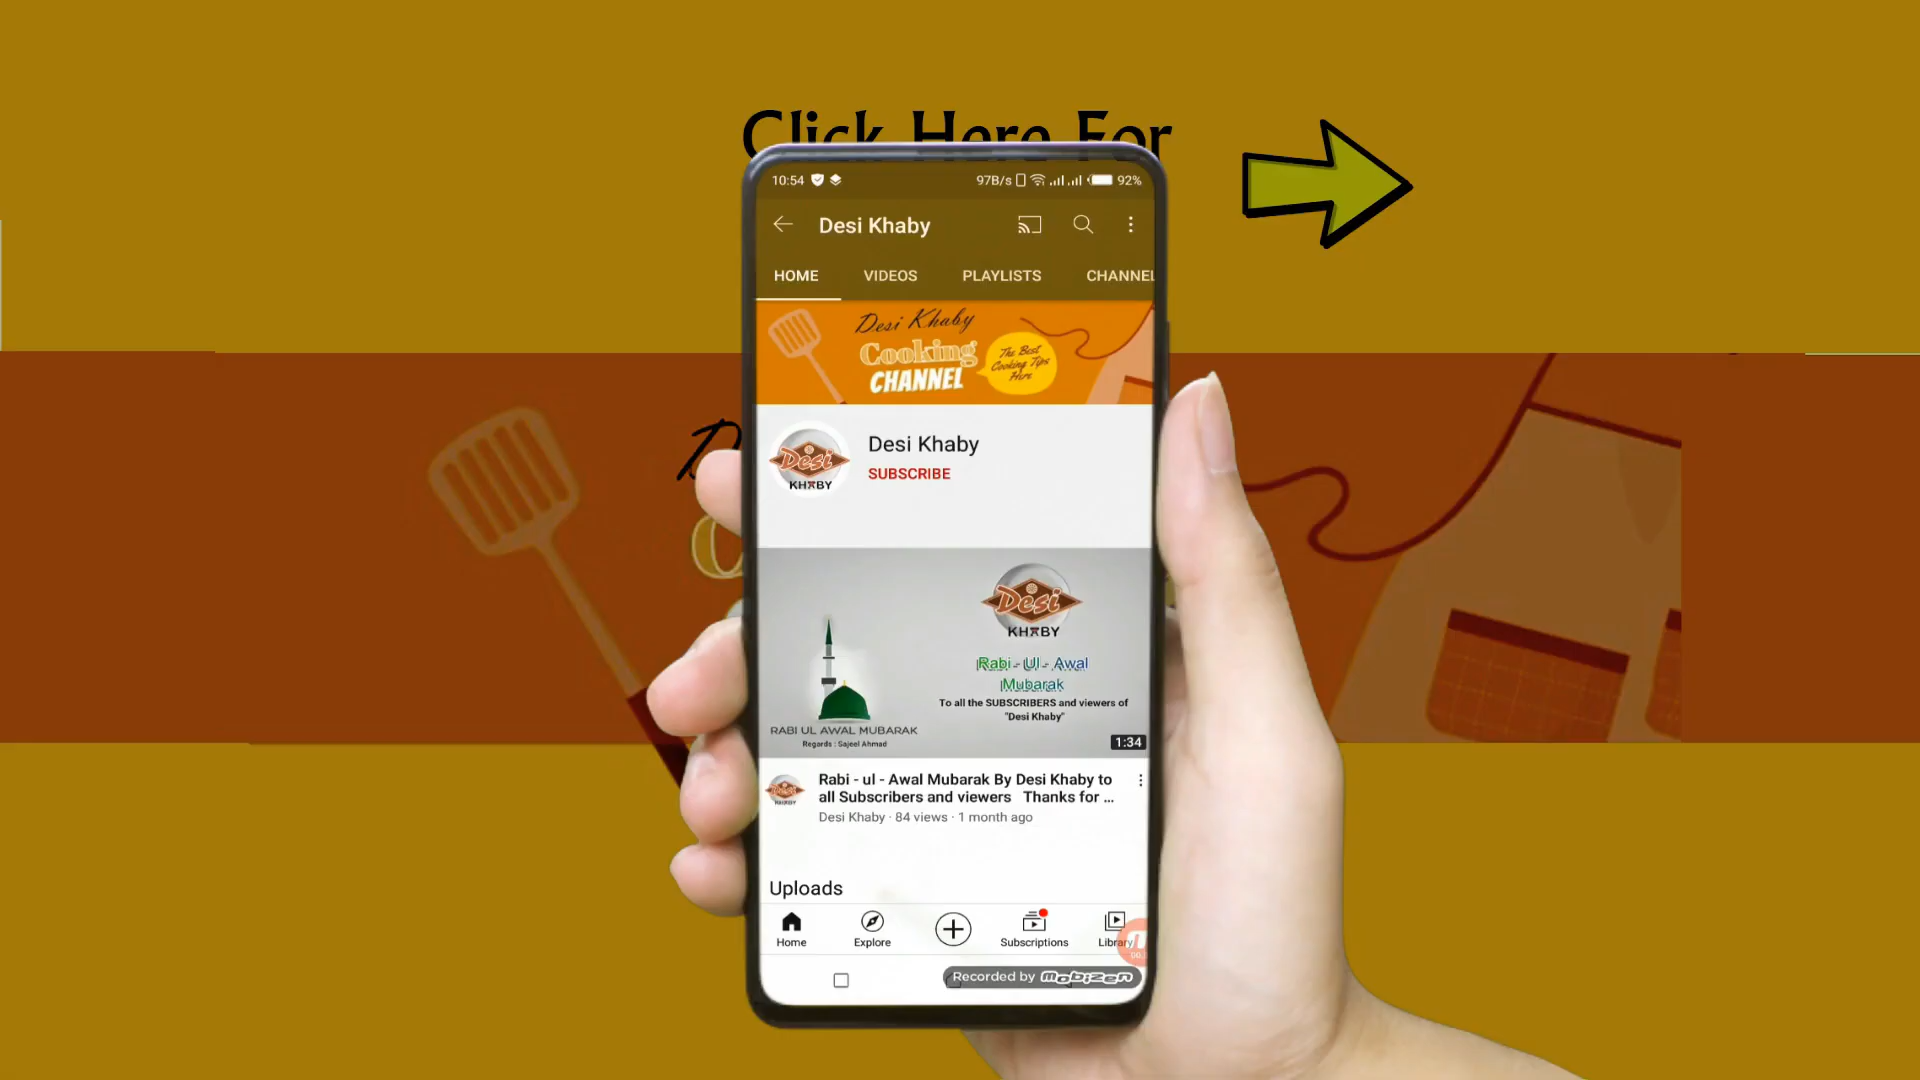 Click Here For
10:54 97B/s 92%
Desi Khaby
HOME VIDEOS PLAYLISTS CHANNEL
Desi Khaby
Cooking
CHANNEL
The Best
Cooking Tips
Here
Desi
KHABY
Desi Khaby
SUBSCRIBE
Desi
KHABY
Rabi - Ul - Awal
Mubarak
To all the SUBSCRIBERS and viewers of
"Desi Khaby"
RABI UL AWAL MUBARAK
Regards : Sajeel Ahmad
1:34
Desi
KHABY
Rabi - ul - Awal Mubarak By Desi Khaby to
all Subscribers and viewers Thanks for ...
Desi Khaby · 84 views · 1 month ago
Uploads
Home Explore Subscriptions Library
Recorded by mobizen